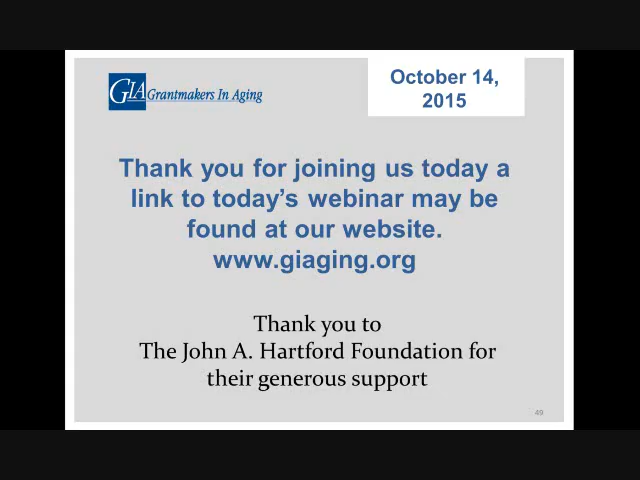 GIA Grantmakers In Aging
October 14,
2015
Thank you for joining us today a
link to today's webinar may be
found at our website.
www.giaging.org
Thank you to
The John A. Hartford Foundation for
their generous support
49